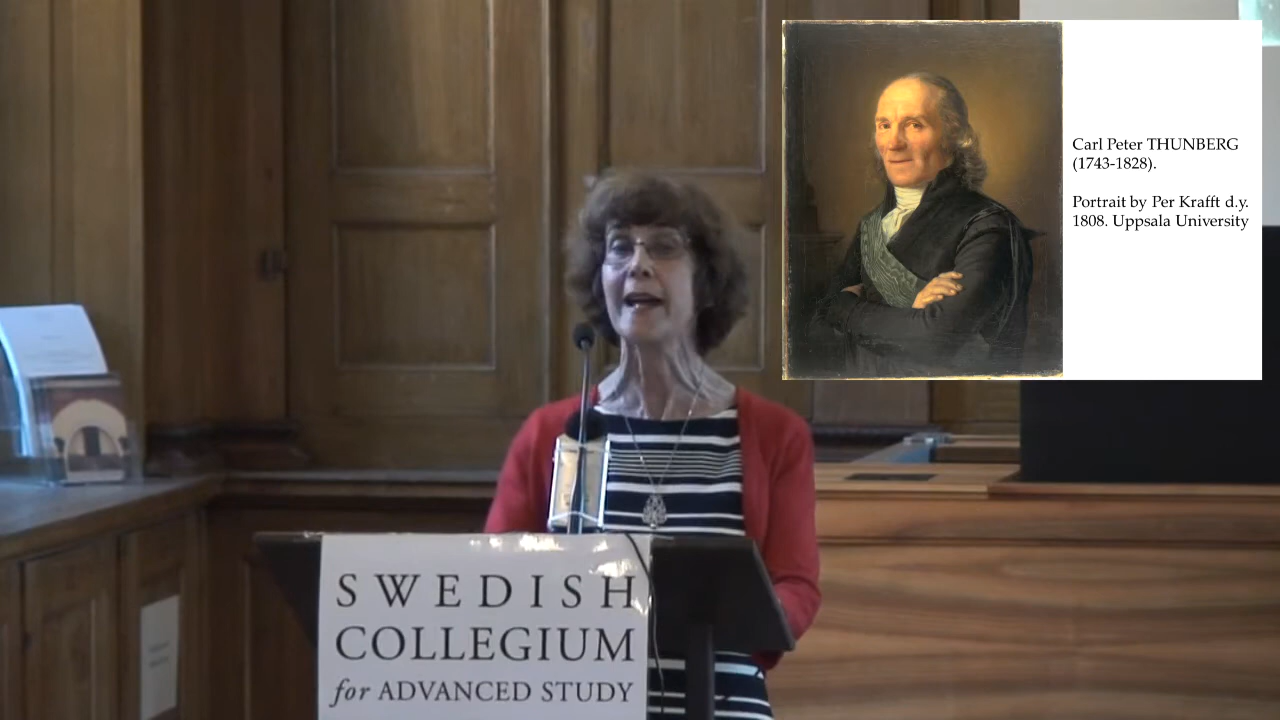 Carl Peter THUNBERG
(1743-1828).
Portrait by Per Krafft d.y.
1808. Uppsala University
SWEDISH
COLLEGIUM
for ADVANCED STUDY